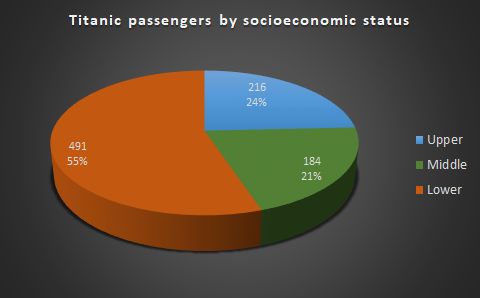 Titanic passengers by socioeconomic status
216
24%
491
55%
184
21%
Upper
Middle
Lower